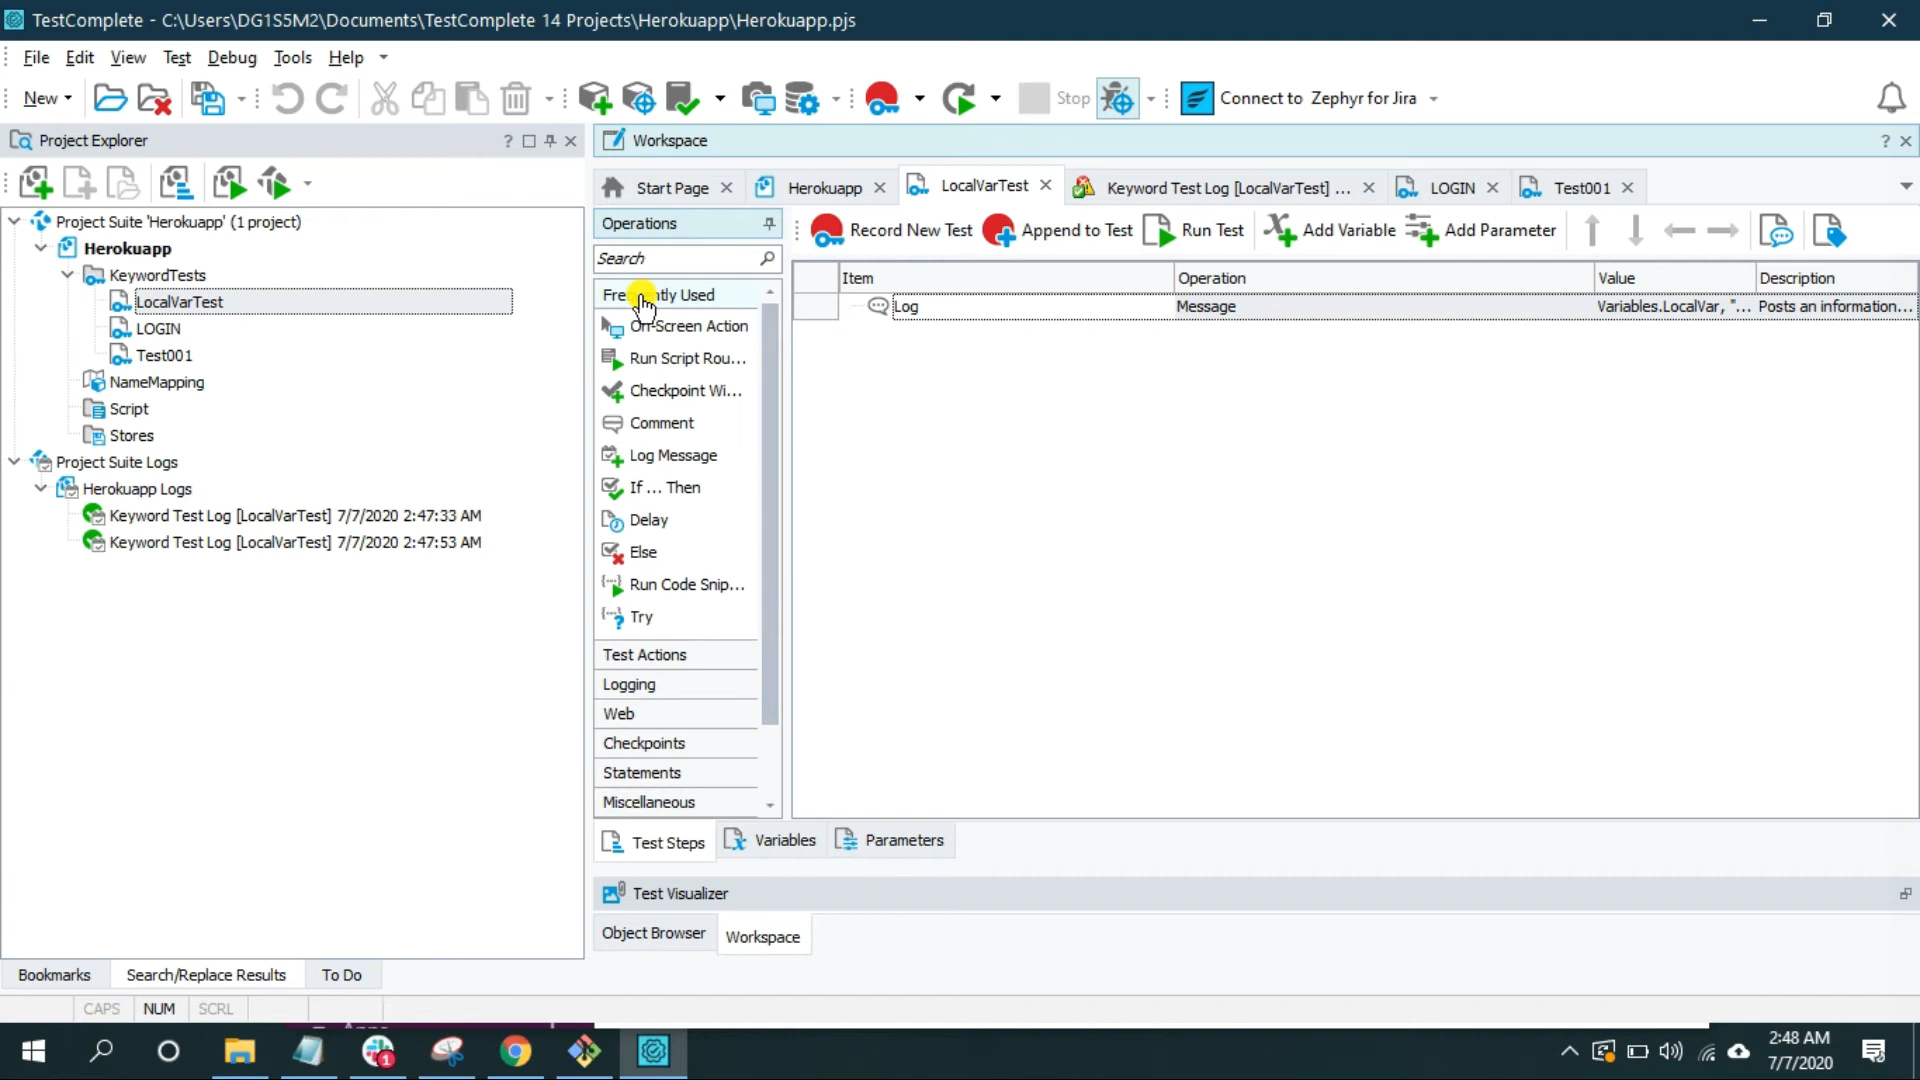 TestComplete - C:\Users\DG1S5M2\Documents\TestComplete 14 Projects\Herokuapp\Herokuapp.pjs
File Edit View Test Debug Tools Help
New Stop Connect to Zephyr for Jira
Project Explorer
Project Suite 'Herokuapp' (1 project)
Herokuapp
KeywordTests
LocalVarTest
LOGIN
Test001
NameMapping
Script
Stores
Project Suite Logs
Herokuapp Logs
Keyword Test Log [LocalVarTest] 7/7/2020 2:47:33 AM
Keyword Test Log [LocalVarTest] 7/7/2020 2:47:53 AM
Workspace
Start Page Herokuapp LocalVarTest Keyword Test Log [LocalVarTest] ... LOGIN Test001
Operations
Search
Frequently Used
On-Screen Action
Run Script Rou...
Checkpoint Wi...
Comment
Log Message
If ... Then
Delay
Else
Run Code Snip...
Try
Test Actions
Logging
Web
Checkpoints
Statements
Miscellaneous
Record New Test Append to Test Run Test Add Variable Add Parameter
Item Operation Value Description
Log Message Variables.LocalVar, "... Posts an information...
Test Steps Variables Parameters
Test Visualizer
Object Browser Workspace
Bookmarks Search/Replace Results To Do
CAPS NUM SCRL
2:48 AM
7/7/2020